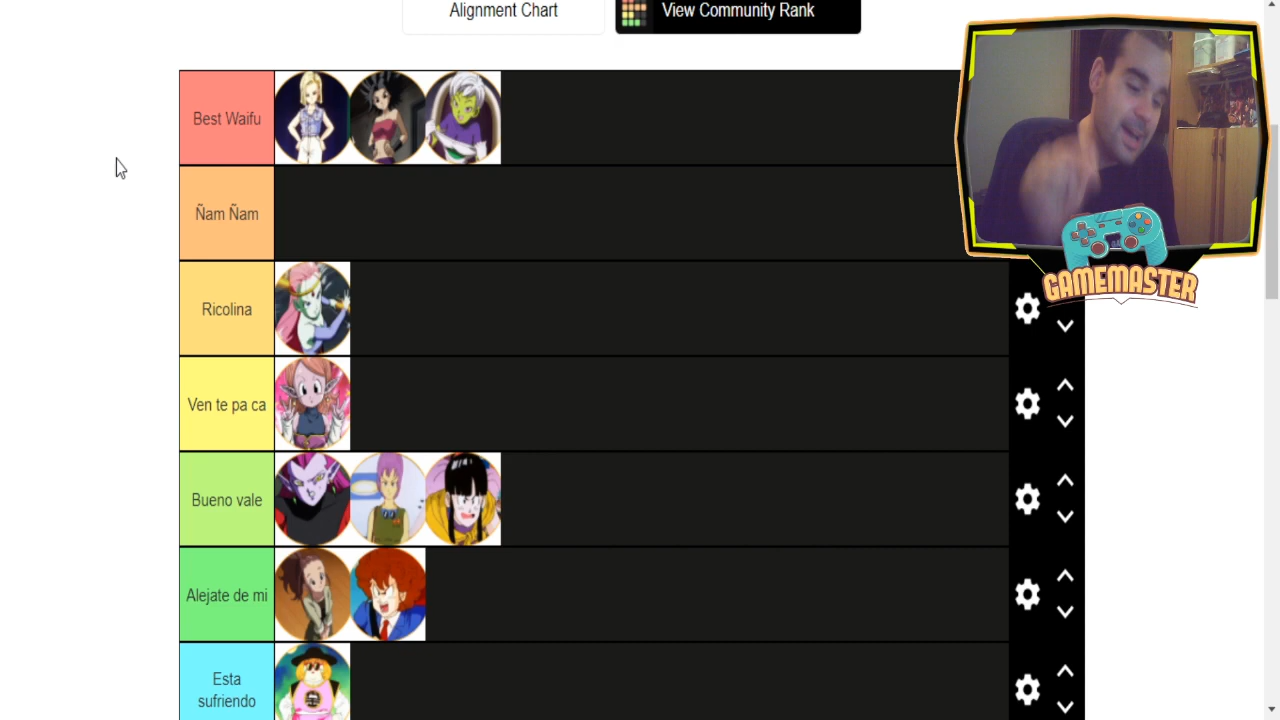 Alignment Chart
View Community Rank
Best Waifu
Ñam Ñam
Ricolina
Ven te pa ca
Bueno vale
Alejate de mi
Esta
sufriendo
GAMEMASTER